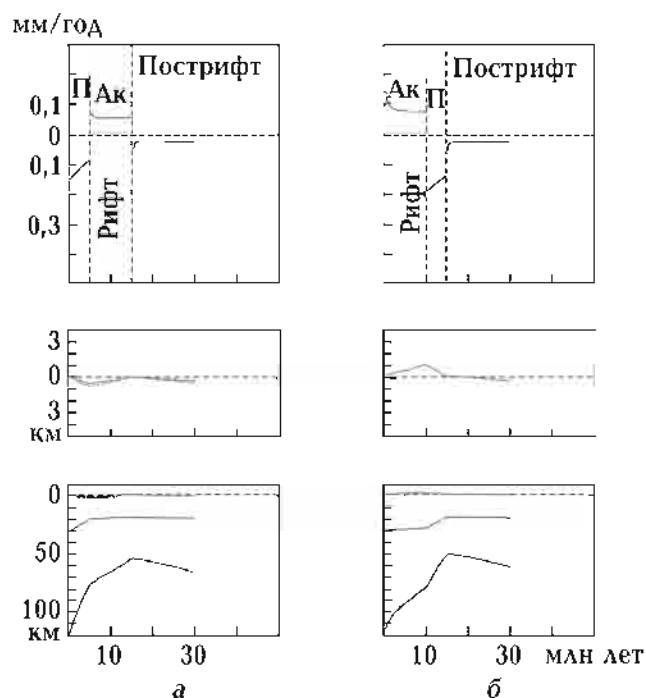 мм/год
Пострифт
П Ак
0,1
0
0,1
0,3
Рифт
Пострифт
Ак П
Рифт
3
0
3
км
0
50
100
км
10 30
10 30 млн лет
а б